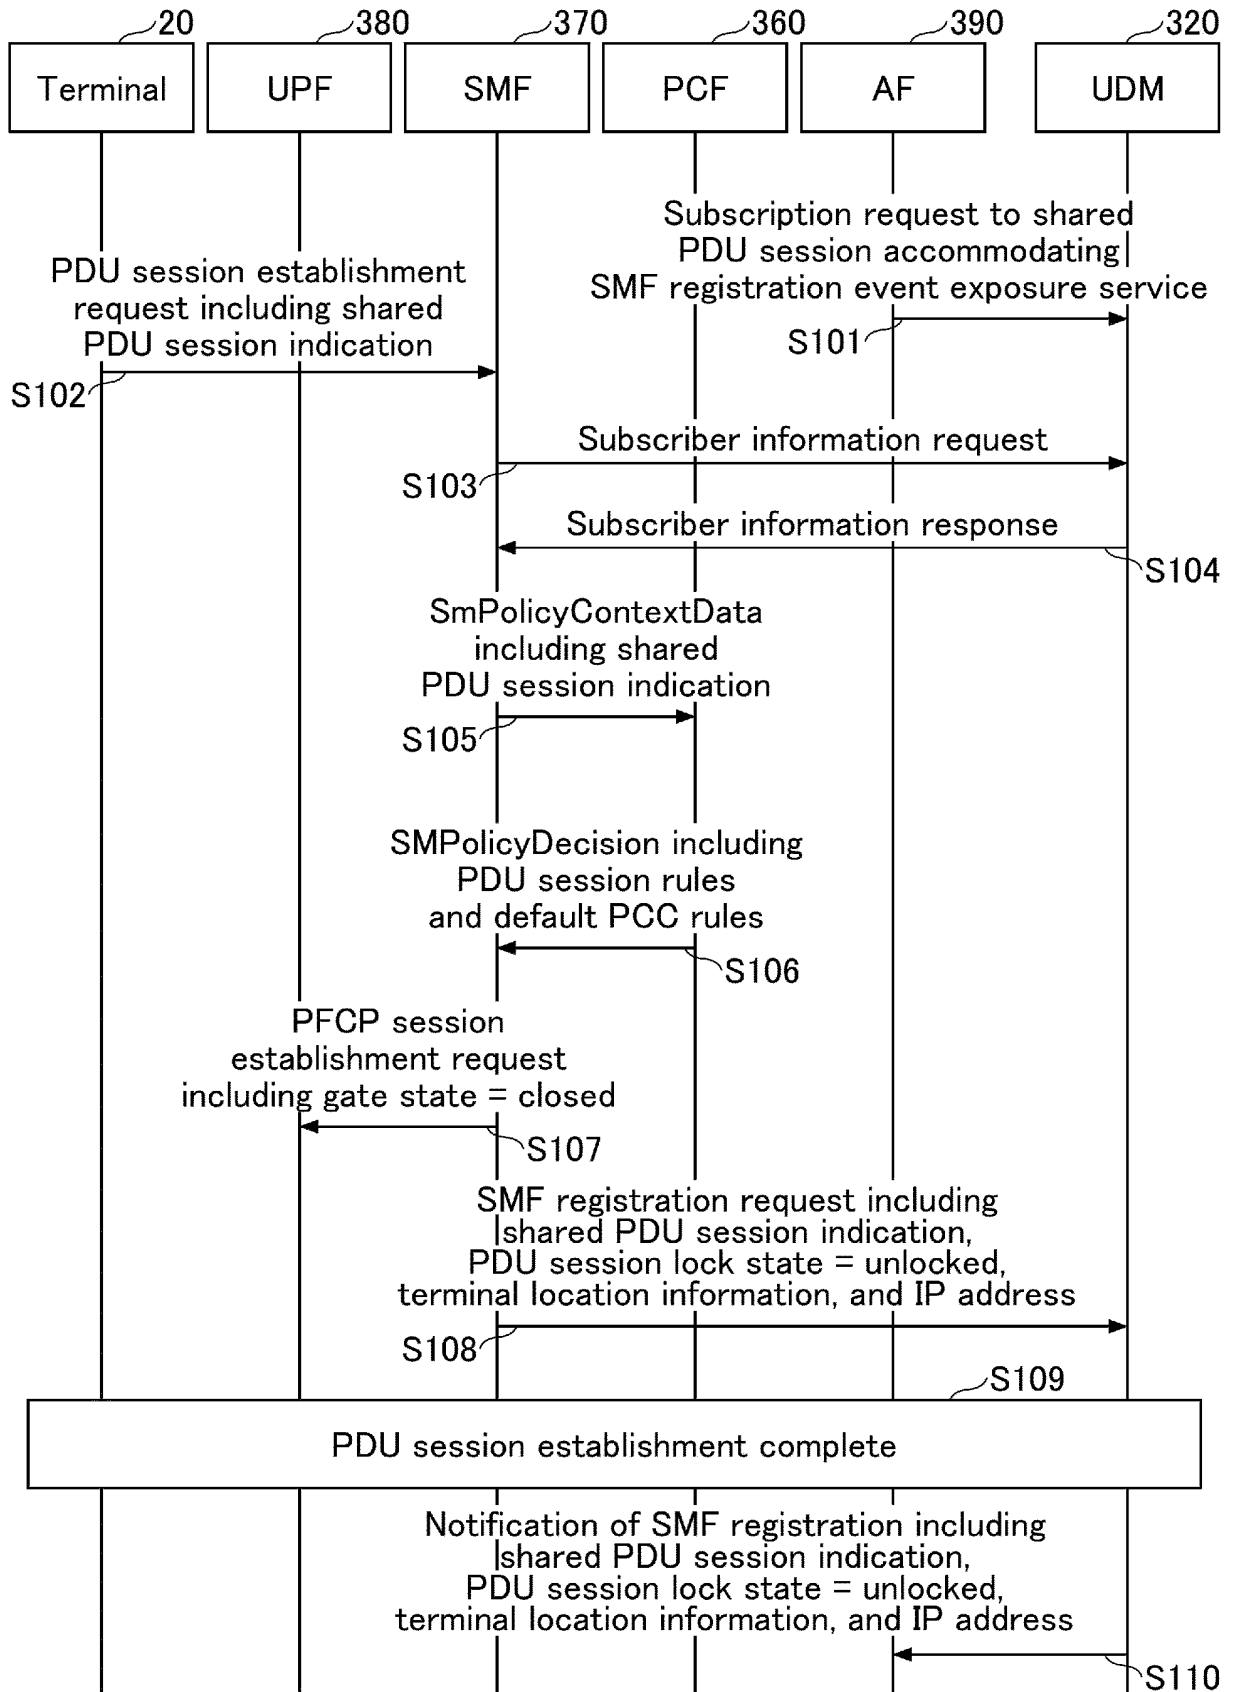 20
380
370
360
390
320
Terminal
UPF
SMF
PCF
AF
UDM
Subscription request to shared
PDU session accommodating
SMF registration event exposure service
S101
PDU session establishment
request including shared
PDU session indication
S102
Subscriber information request
S103
Subscriber information response
S104
SmPolicyContextData
including shared
PDU session indication
S105
SMPolicyDecision including
PDU session rules
and default PCC rules
S106
PFCP session
establishment request
including gate state = closed
S107
SMF registration request including
shared PDU session indication,
PDU session lock state = unlocked,
terminal location information, and IP address
S108
S109
PDU session establishment complete
Notification of SMF registration including
shared PDU session indication,
PDU session lock state = unlocked,
terminal location information, and IP address
S110